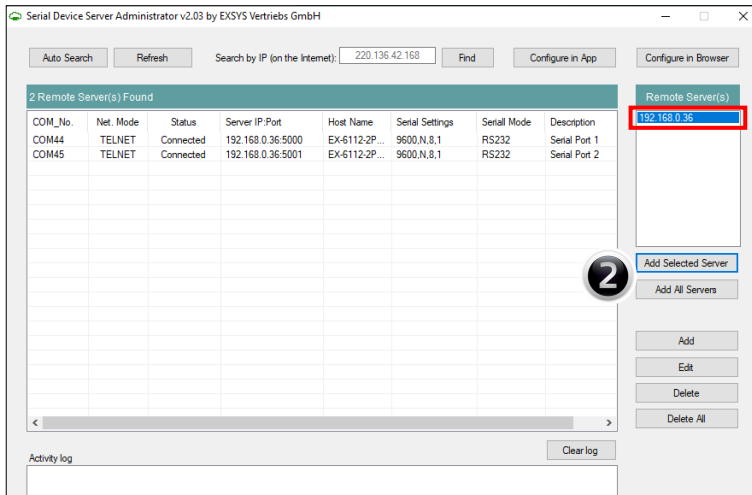 Serial Device Server Administrator v2.03 by EXSYS Vertriebs GmbH
Auto Search Refresh Search by IP (on the Internet): 220.136.42.168 Find Configure in App Configure in Browser
2 Remote Server(s) Found Remote Server(s)
COM_No. Net. Mode Status Server IP:Port Host Name Serial Settings Seriall Mode Description 192.168.0.36
COM44 TELNET Connected 192.168.0.36:5000 EX-6112-2P... 9600,N,8,1 RS232 Serial Port 1
COM45 TELNET Connected 192.168.0.36:5001 EX-6112-2P... 9600,N,8,1 RS232 Serial Port 2
2 Add Selected Server
Add All Servers
Add
Edit
Delete
Delete All
Activity log Clear log